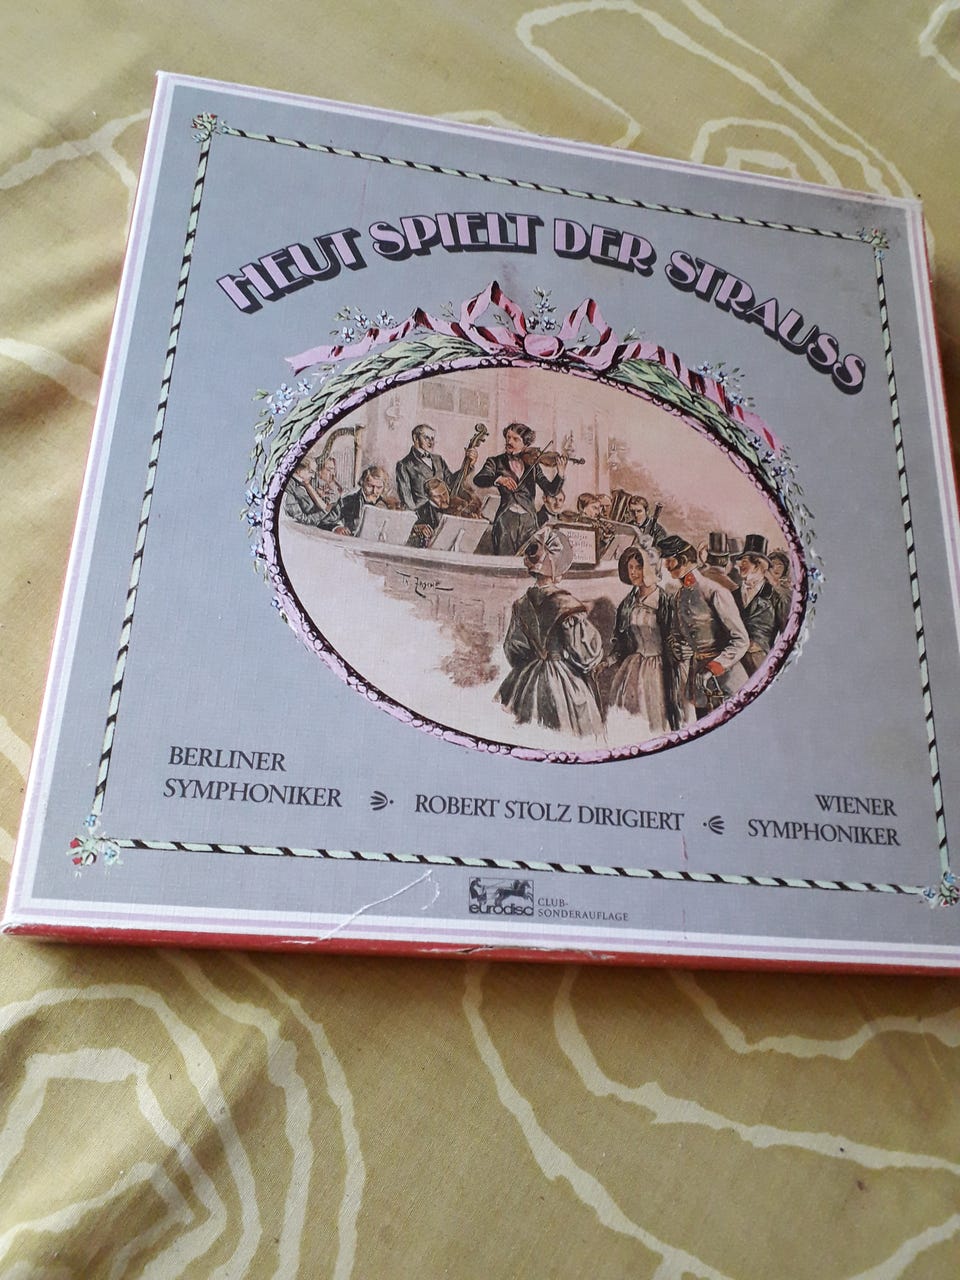 HEUT SPIELT DER STRAUSS
BERLINER
SYMPHONIKER
ROBERT STOLZ DIRIGIERT
WIENER
SYMPHONIKER
eurodisc
CLUB-
SONDERAUFLAGE